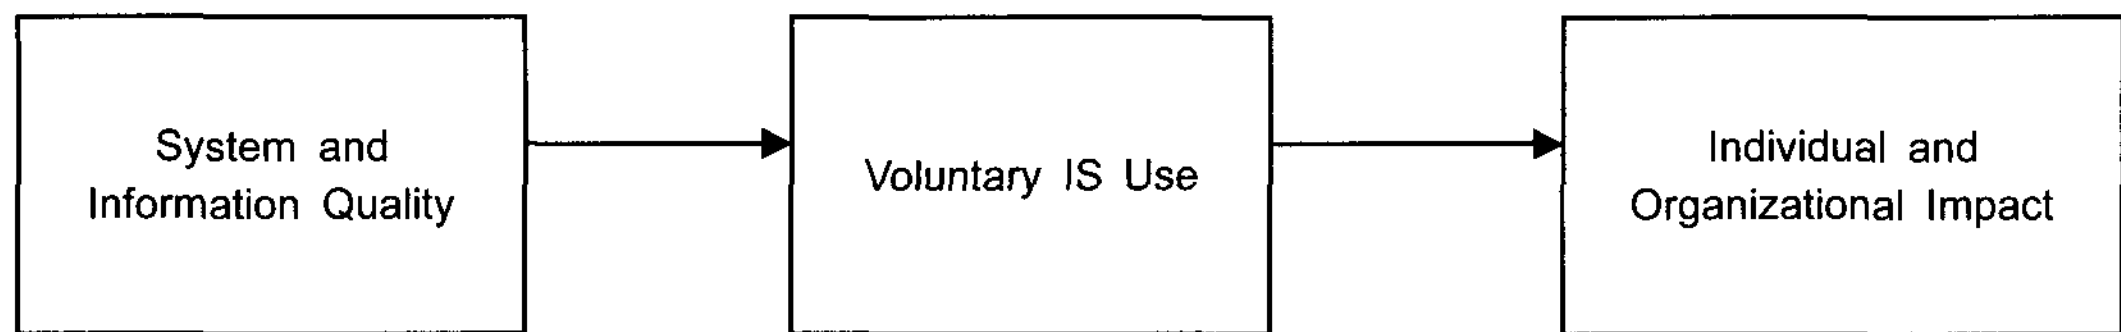 System and
Information Quality
Voluntary IS Use
Individual and
Organizational Impact